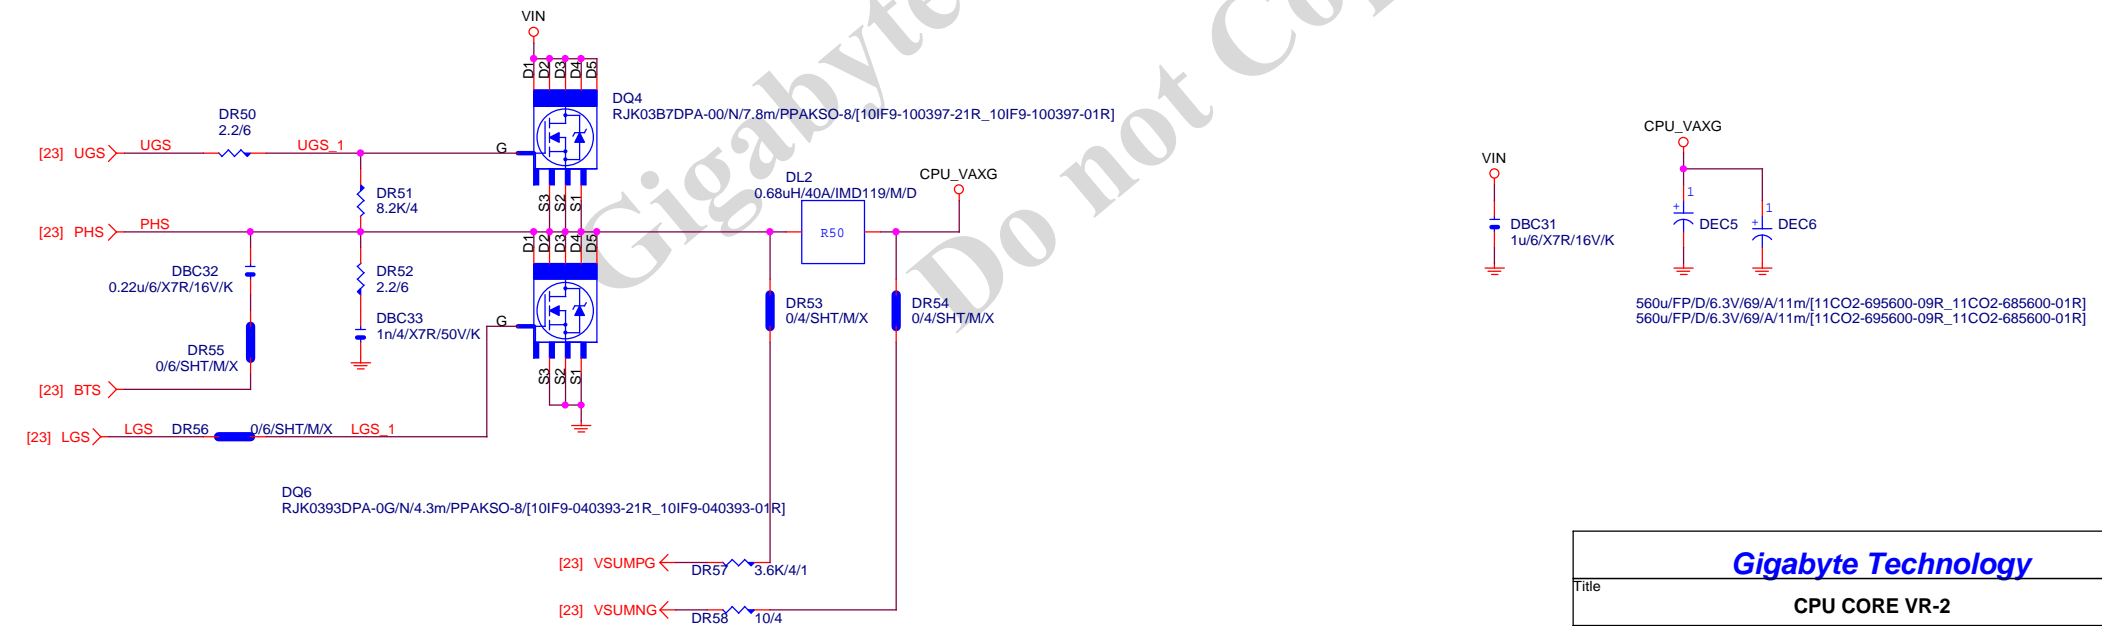 VIN
D1 D2 D3 D4 D5
DQ4
RJK03B7DPA-00/N/7.8m/PPAKSO-8/[10IF9-100397-21R_10IF9-100397-01R]
DR50
2.2/6
[23] UGS
UGS
UGS_1
G
DR51
8.2K/4
S3 S2 S1
[23] PHS
PHS
D1 D2 D3 D4 D5
DL2
0.68uH/40A/IMD119/M/D
R50
CPU_VAXG
DBC32
0.22u/6/X7R/16V/K
DR52
2.2/6
DBC33
1n/4/X7R/50V/K
G
DR53
0/4/SHT/M/X
DR54
0/4/SHT/M/X
DR55
0/6/SHT/M/X
S3 S2 S1
[23] BTS
[23] LGS
LGS
DR56
0/6/SHT/M/X
LGS_1
DQ6
RJK0393DPA-0G/N/4.3m/PPAKSO-8/[10IF9-040393-21R_10IF9-040393-01R]
[23] VSUMPG
DR57
3.6K/4/1
[23] VSUMNG
DR58
10/4
VIN
DBC31
1u/6/X7R/16V/K
CPU_VAXG
1
+
DEC5
1
+
DEC6
560u/FP/D/6.3V/69/A/11m/[11CO2-695600-09R_11CO2-685600-01R]
560u/FP/D/6.3V/69/A/11m/[11CO2-695600-09R_11CO2-685600-01R]
Gigabyte
Do not Cop
Gigabyte Technology
Title
CPU CORE VR-2